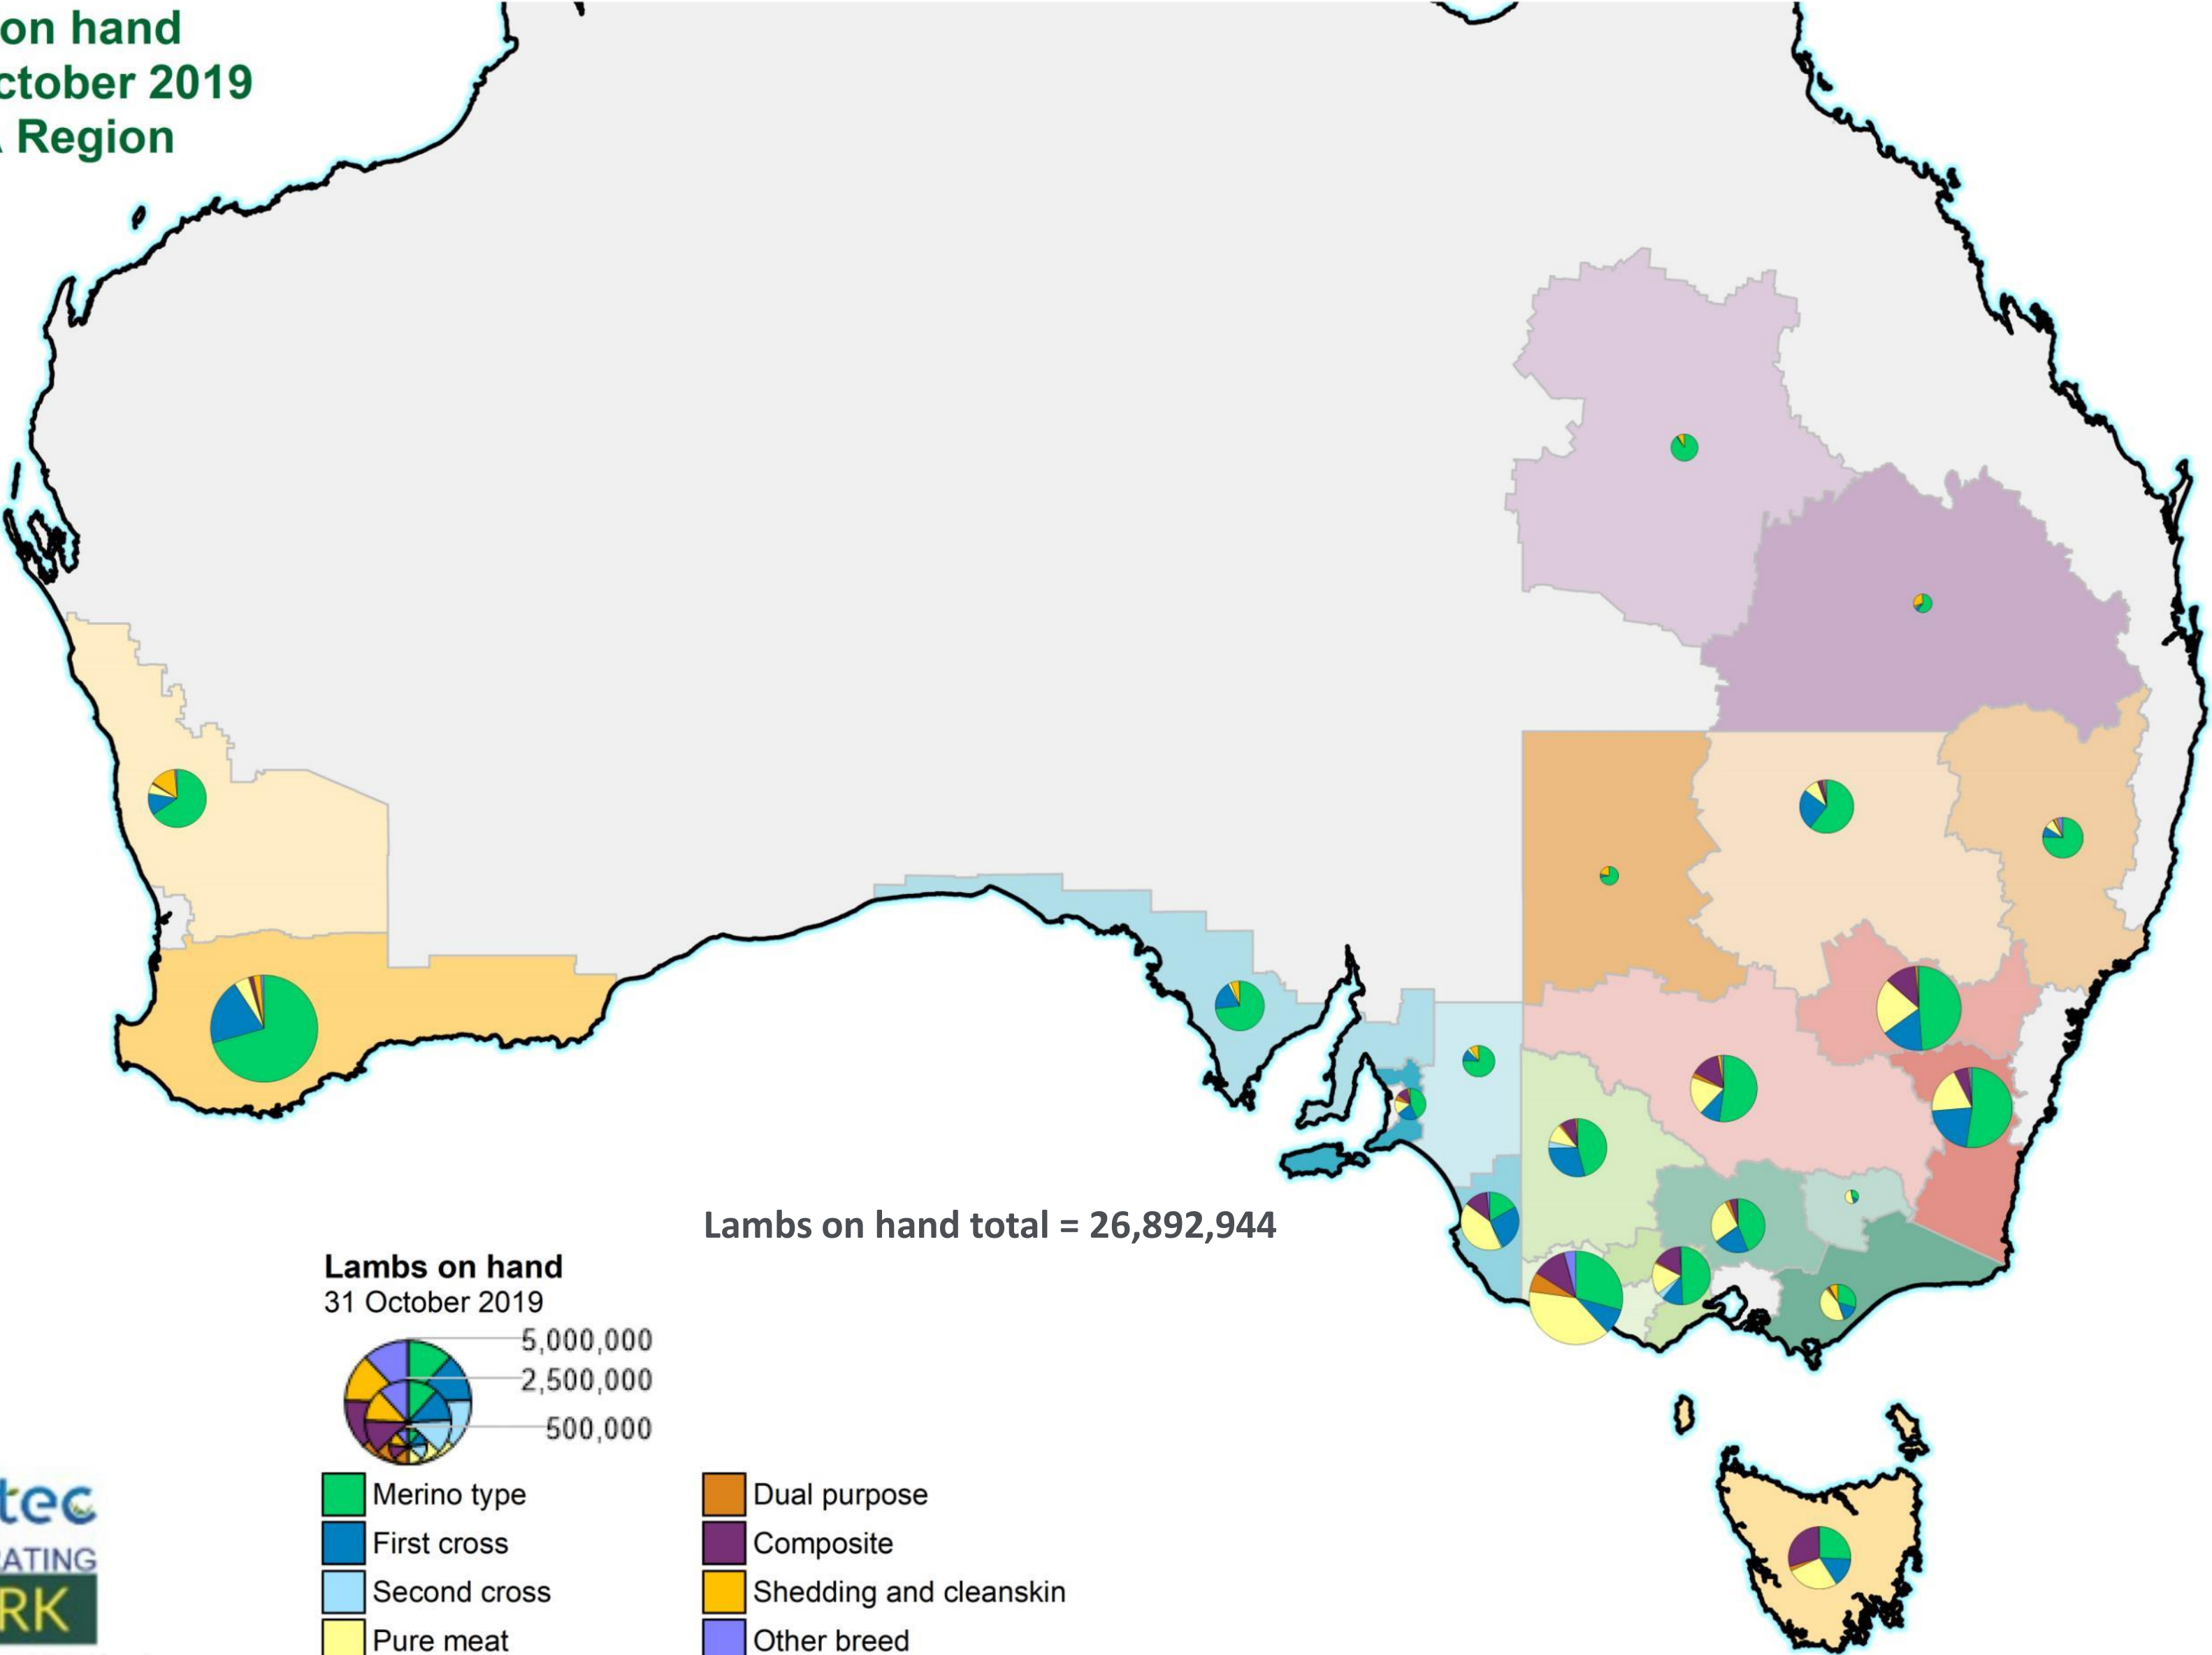 on hand
ctober 2019
Region
Lambs on hand total = 26,892,944
Lambs on hand
31 October 2019
5,000,000
2,500,000
500,000
Merino type
First cross
Second cross
Pure meat
Dual purpose
Composite
Shedding and cleanskin
Other breed
tec
RATING
RK